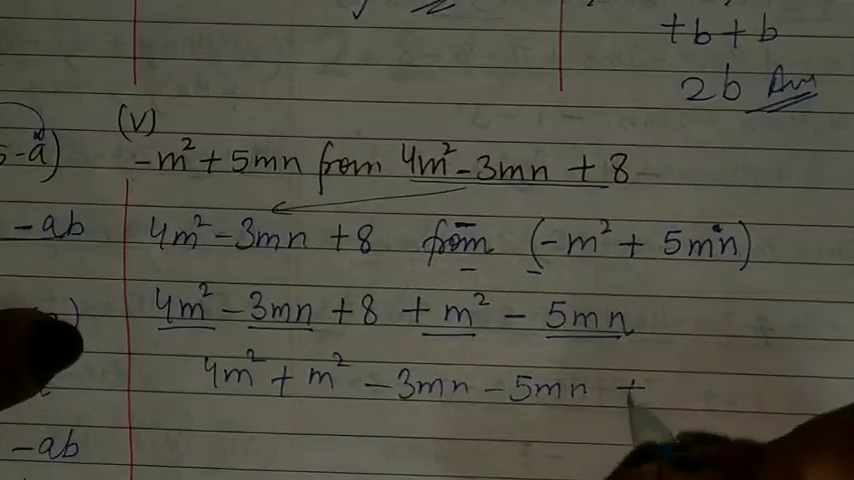 +b+b
2b Ans
(V)
-a)
-m² + 5mn from 4m² - 3mn + 8
-ab
4m² - 3mn + 8 from (-m² + 5mn)
4m² - 3mn + 8 + m² - 5mn
4m² + m² - 3mn - 5mn +
-ab